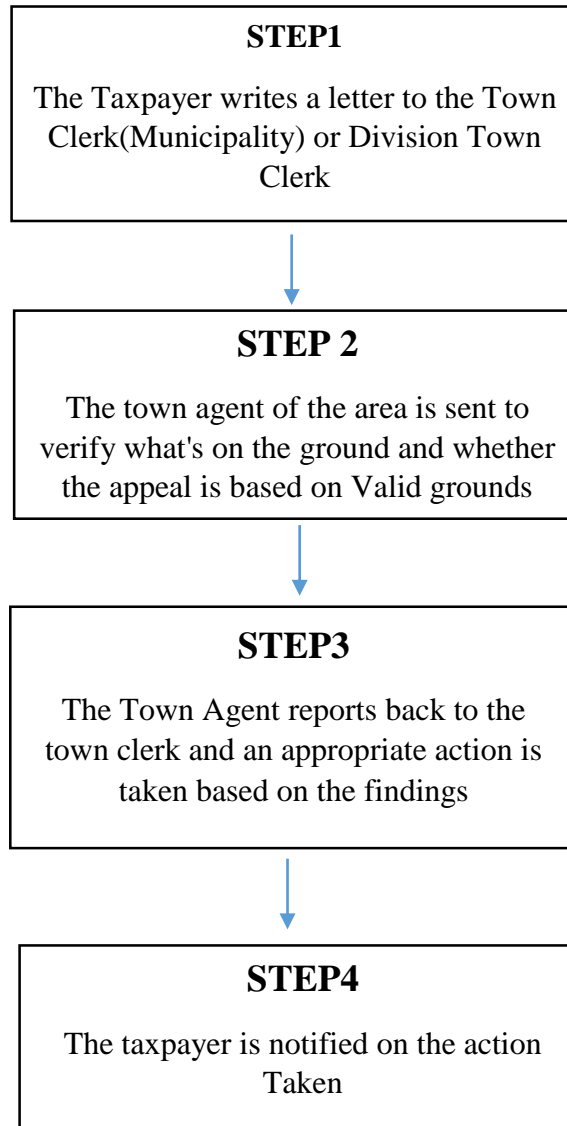 STEP1
The Taxpayer writes a letter to the Town
Clerk(Municipality) or Division Town
Clerk
STEP 2
The town agent of the area is sent to
verify what's on the ground and whether
the appeal is based on Valid grounds
STEP3
The Town Agent reports back to the
town clerk and an appropriate action is
taken based on the findings
STEP4
The taxpayer is notified on the action
Taken